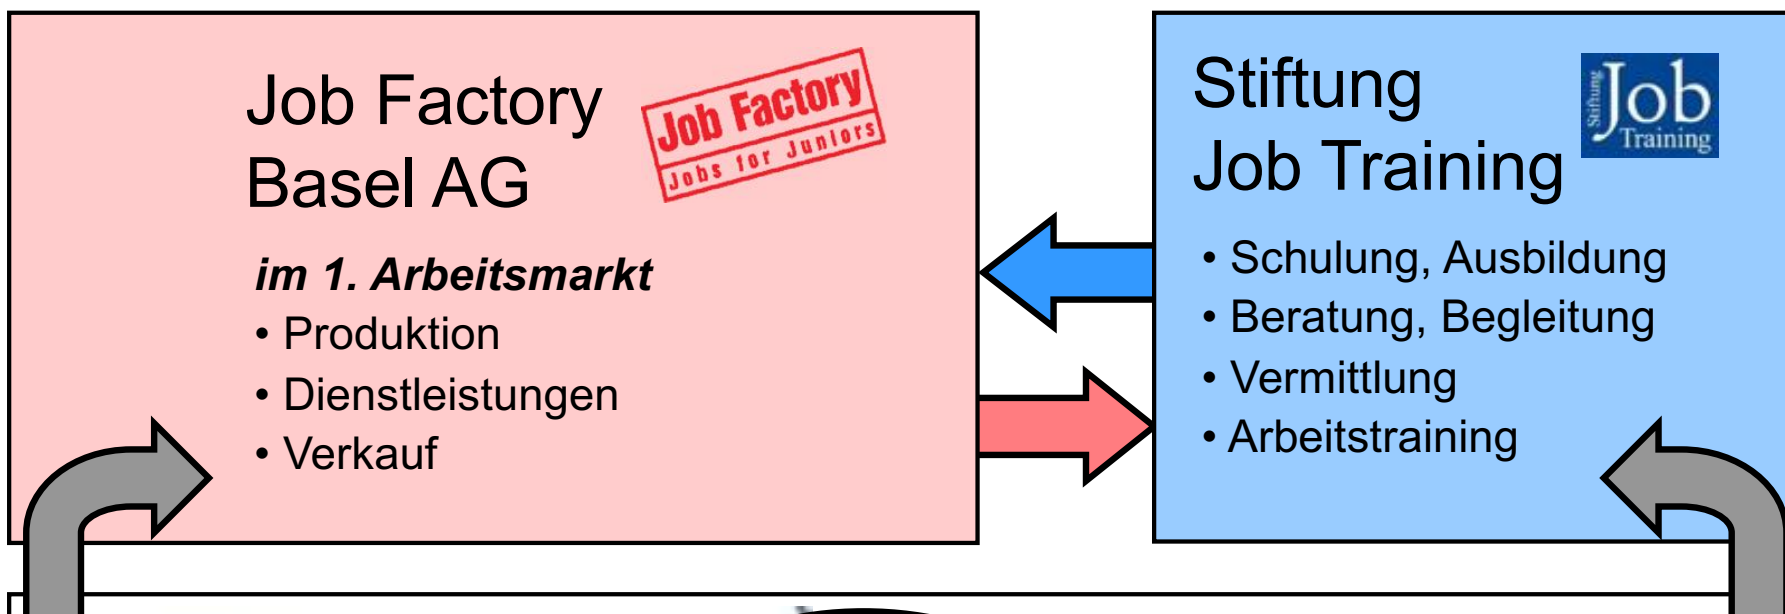 Job Factory
Basel AG
Job Factory
Jobs for Juniors
im 1. Arbeitsmarkt
• Produktion
• Dienstleistungen
• Verkauf
Stiftung
Job Training
Stiftung
Job
Training
• Schulung, Ausbildung
• Beratung, Begleitung
• Vermittlung
• Arbeitstraining